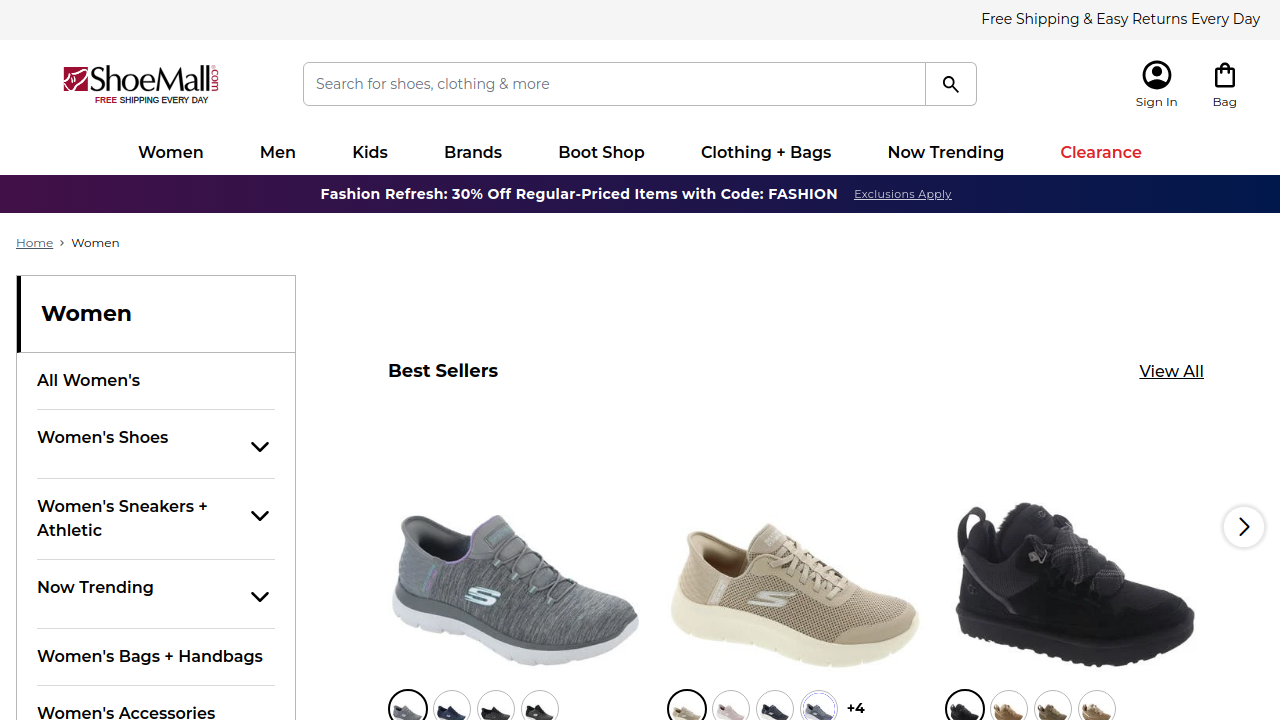 Free Shipping & Easy Returns Every Day
ShoeMall.com
FREE SHIPPING EVERY DAY
Search for shoes, clothing & more
Sign In
Bag
Women
Men
Kids
Brands
Boot Shop
Clothing + Bags
Now Trending
Clearance
Fashion Refresh: 30% Off Regular-Priced Items with Code: FASHION
Exclusions Apply
Home › Women
Women
All Women's
Women's Shoes
Women's Sneakers +
Athletic
Now Trending
Women's Bags + Handbags
Women's Accessories
Best Sellers
View All
+4